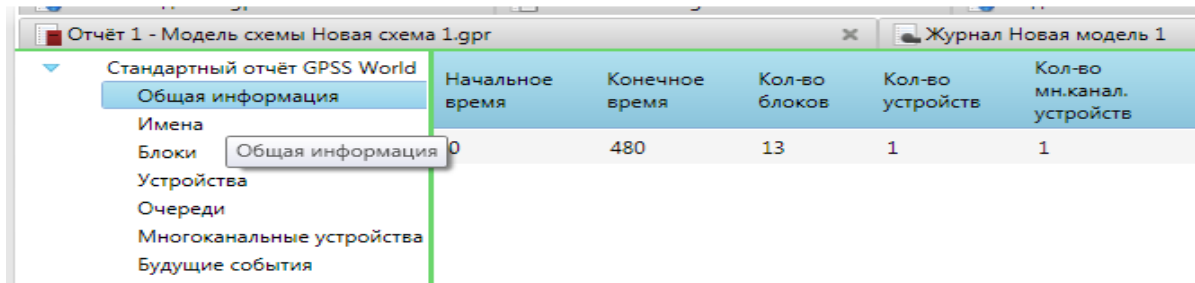 Отчёт 1 - Модель схемы Новая схема 1.gpr
Журнал Новая модель 1
Стандартный отчёт GPSS World
Общая информация
Имена
Блоки
Общая информация
Устройства
Очереди
Многоканальные устройства
Будущие события
Начальное время
Конечное время
Кол-во блоков
Кол-во устройств
Кол-во мн.канал. устройств
0 480 13 1 1